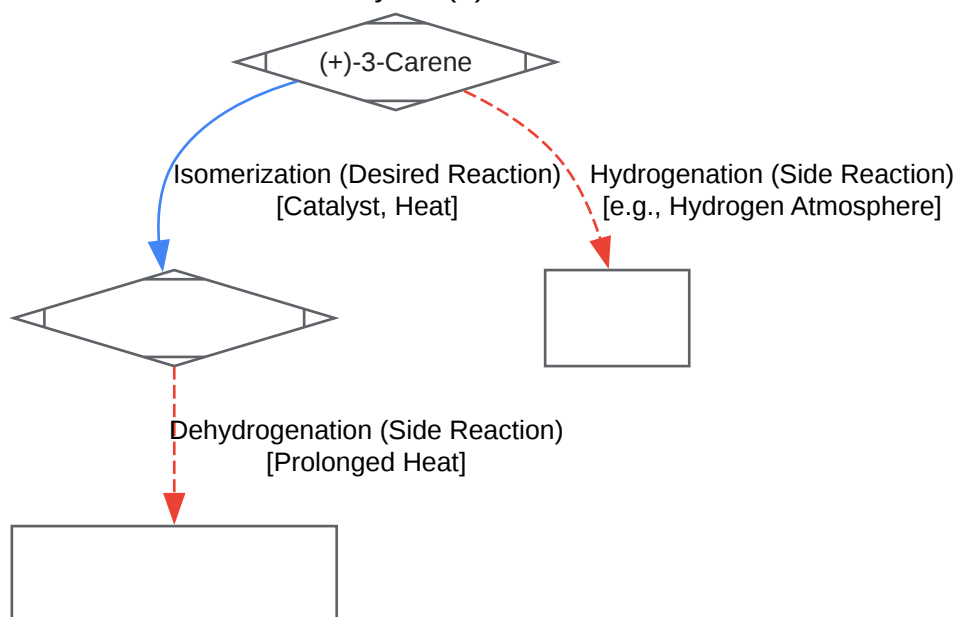 (+)-3-Carene
Isomerization (Desired Reaction)
[Catalyst, Heat]
Hydrogenation (Side Reaction)
[e.g., Hydrogen Atmosphere]
Dehydrogenation (Side Reaction)
[Prolonged Heat]